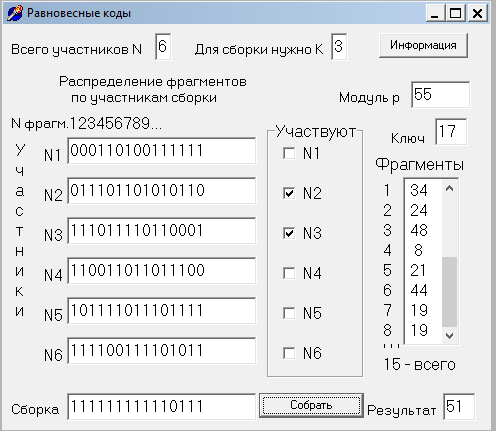 Равновесные коды
Всего участников N 6 Для сборки нужно К 3 Информация
Распределение фрагментов
по участникам сборки
Модуль p 55
N фрагм.123456789...
Ключ 17
Участники
N1 000110100111111
N2 011101101010110
N3 111011110110001
N4 110011011011100
N5 101111011101111
N6 111100111101011
Участвуют
N1
N2
N3
N4
N5
N6
Фрагменты
1 34
2 24
3 48
4 8
5 21
6 44
7 19
8 19
...
15 - всего
Сборка 111111111110111 Собрать Результат 51